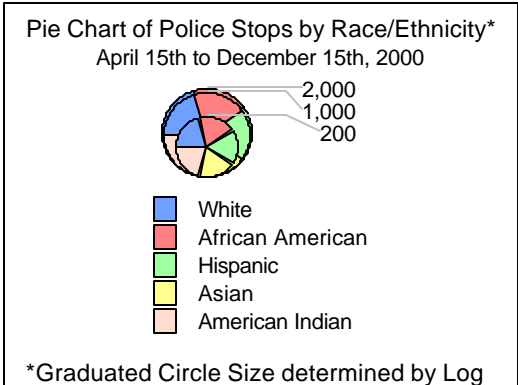 Pie Chart of Police Stops by Race/Ethnicity*
April 15th to December 15th, 2000
2,000
1,000
200
White
African American
Hispanic
Asian
American Indian
*Graduated Circle Size determined by Log